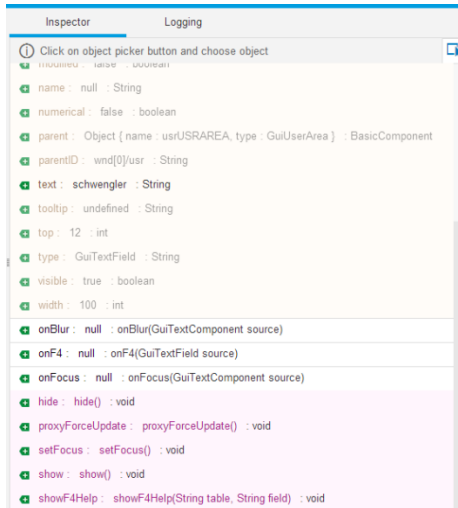 Inspector Logging
Click on object picker button and choose object
modified : false : boolean
name : null : String
numerical : false : boolean
parent : Object { name : usrUSRAREA, type : GuiUserArea } : BasicComponent
parentID : wnd[0]/usr : String
text : schwengler : String
tooltip : undefined : String
top : 12 : int
type : GuiTextField : String
visible : true : boolean
width : 100 : int
onBlur : null : onBlur(GuiTextComponent source)
onF4 : null : onF4(GuiTextField source)
onFocus : null : onFocus(GuiTextComponent source)
hide : hide() : void
proxyForceUpdate : proxyForceUpdate() : void
setFocus : setFocus() : void
show : show() : void
showF4Help : showF4Help(String table, String field) : void